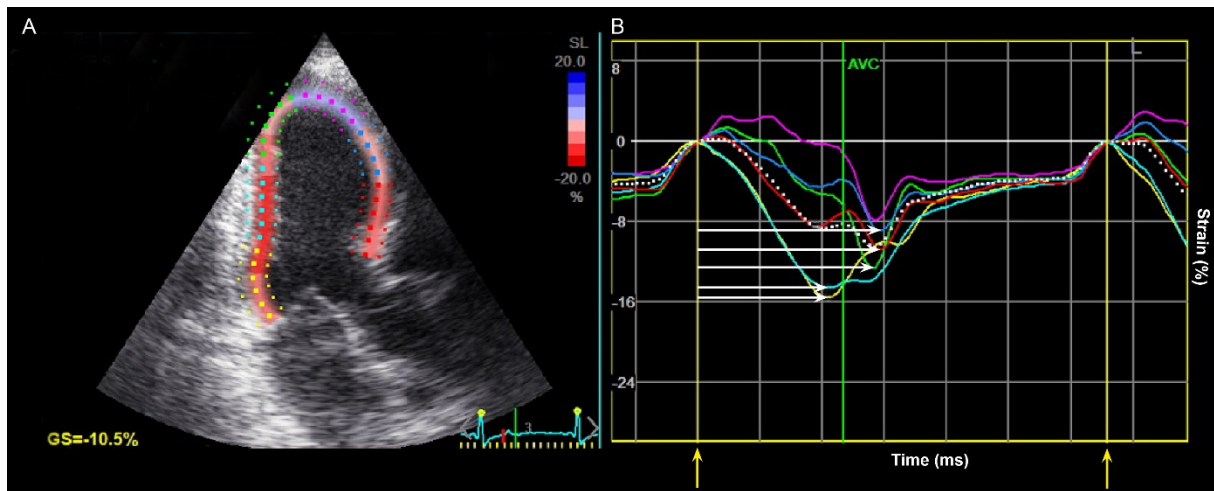 A
SL
20.0
-20.0
%
GS=-10.5%
3
B
L
AVC
8
0
-8
-16
-24
Strain (%)
Time (ms)